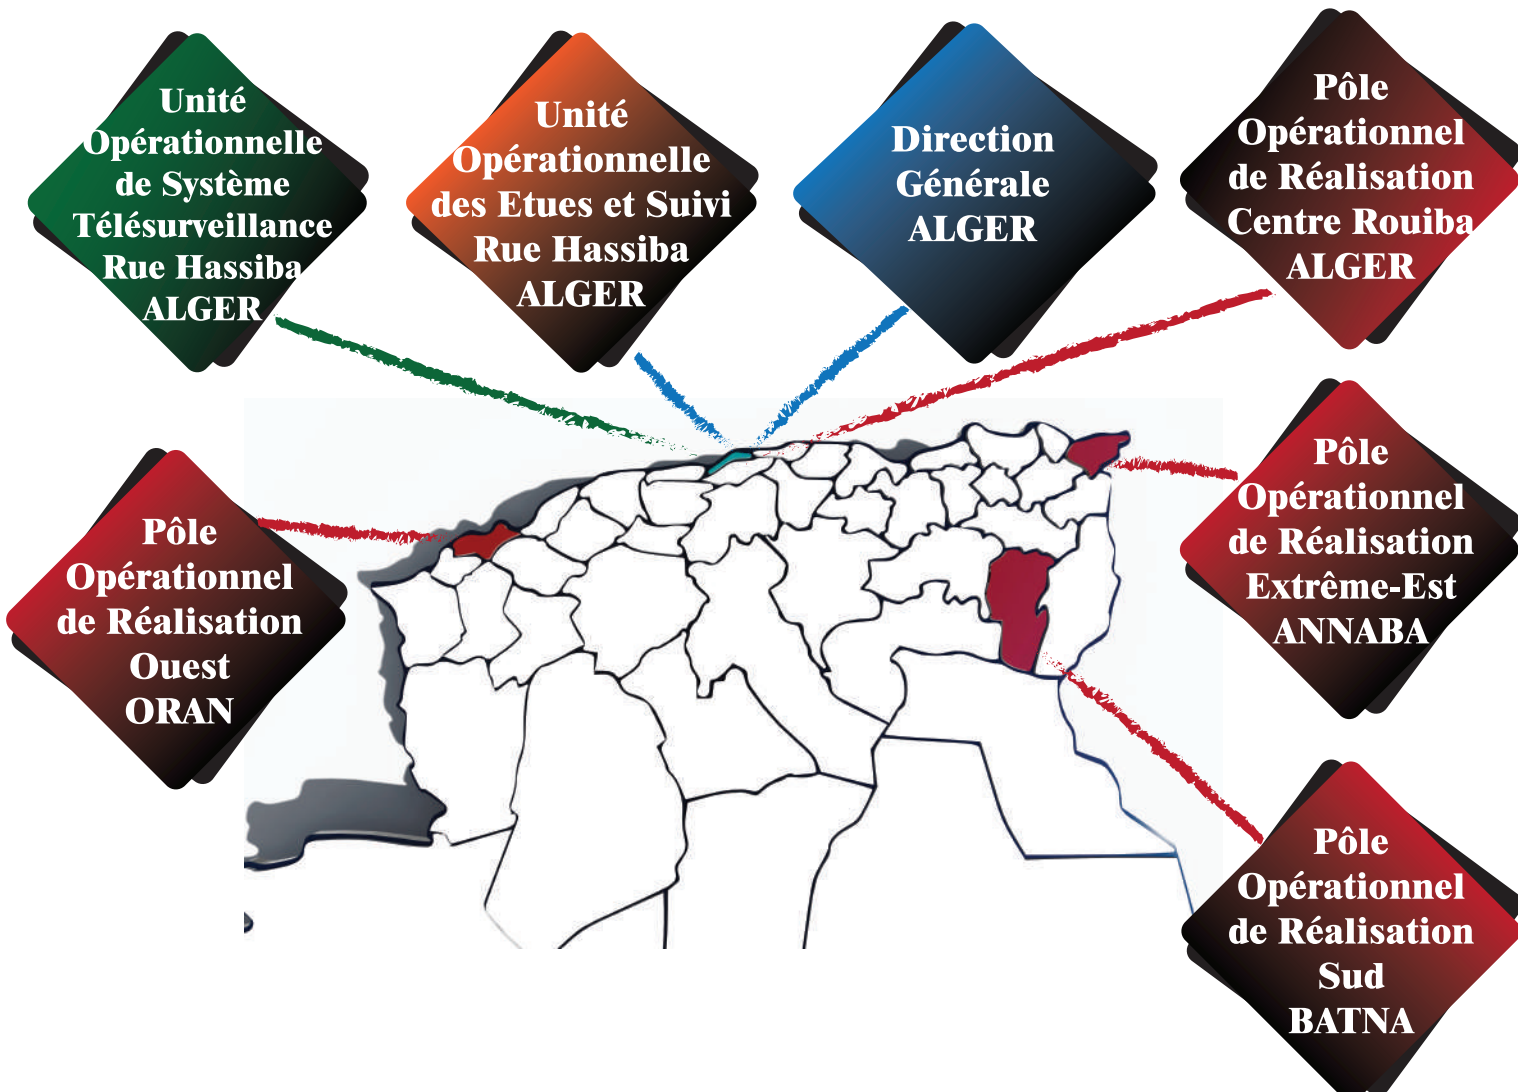 Unité
Opérationnelle
de Système
Télésurveillance
Rue Hassiba
ALGER
Unité
Opérationnelle
des Etues et Suivi
Rue Hassiba
ALGER
Direction
Générale
ALGER
Pôle
Opérationnel
de Réalisation
Centre Rouiba
ALGER
Pôle
Opérationnel
de Réalisation
Ouest
ORAN
Pôle
Opérationnel
de Réalisation
Extrême-Est
ANNABA
Pôle
Opérationnel
de Réalisation
Sud
BATNA